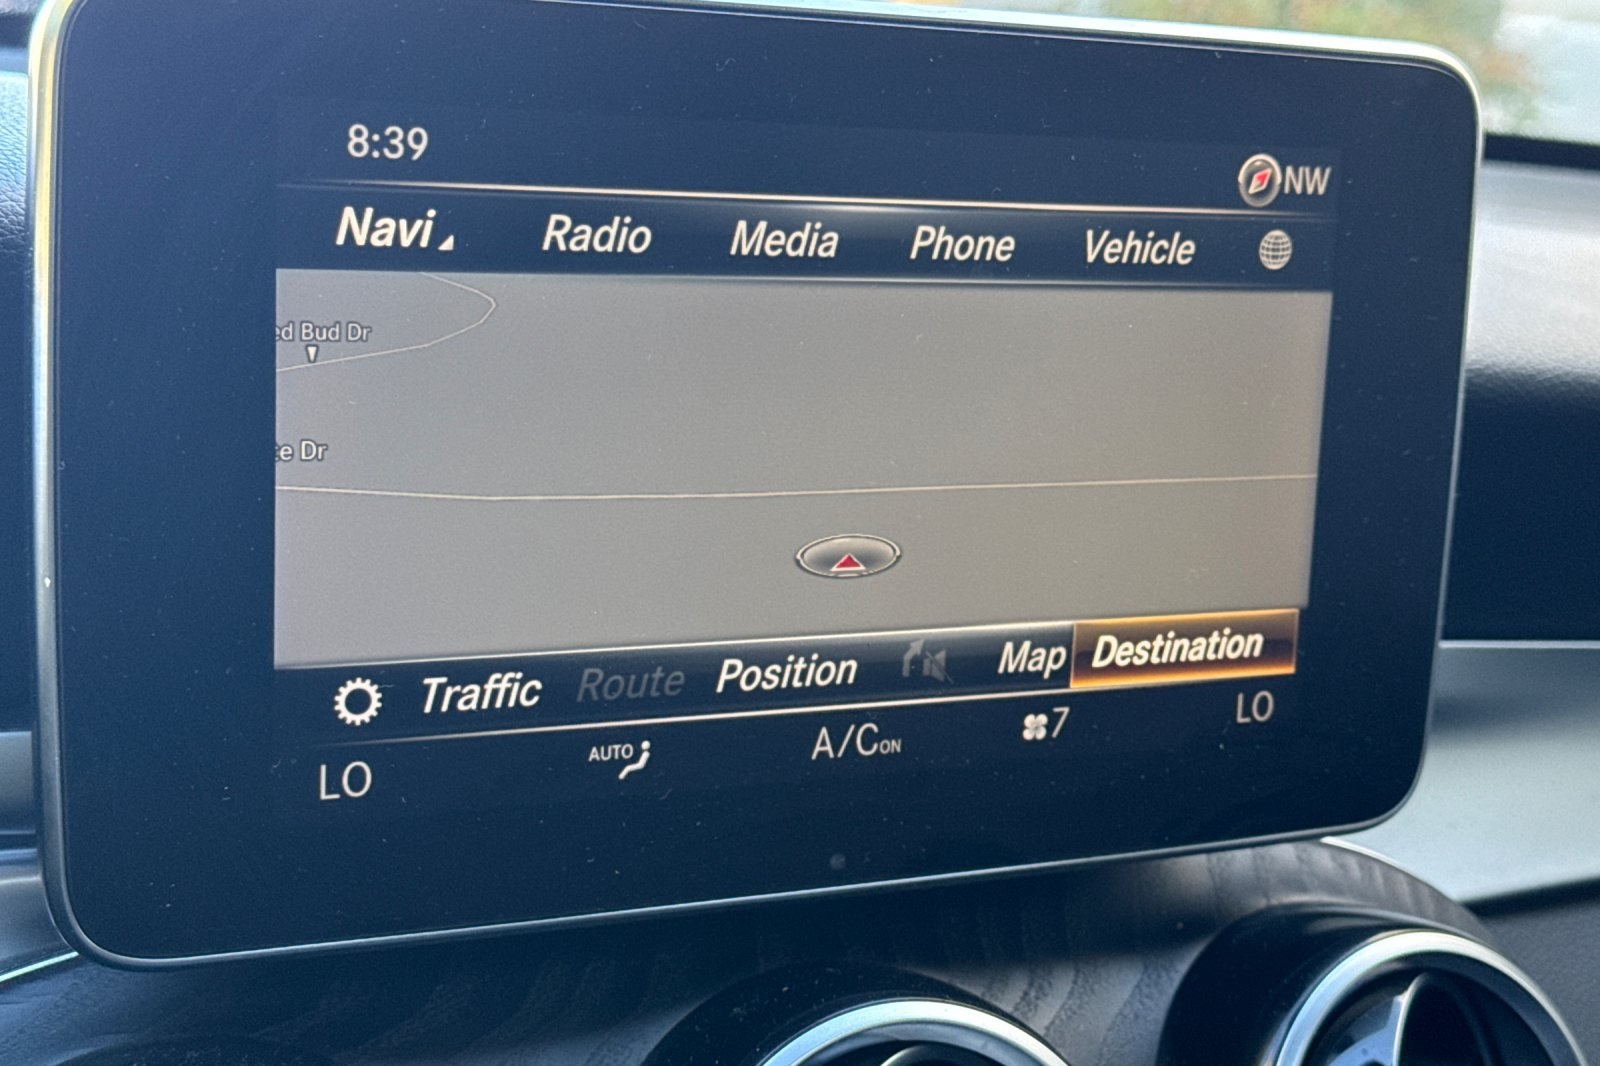 8:39
NW
Navi Radio Media Phone Vehicle
ed Bud Dr
Dr
Traffic Route Position Map Destination
LO AUTO A/C ON 7 LO